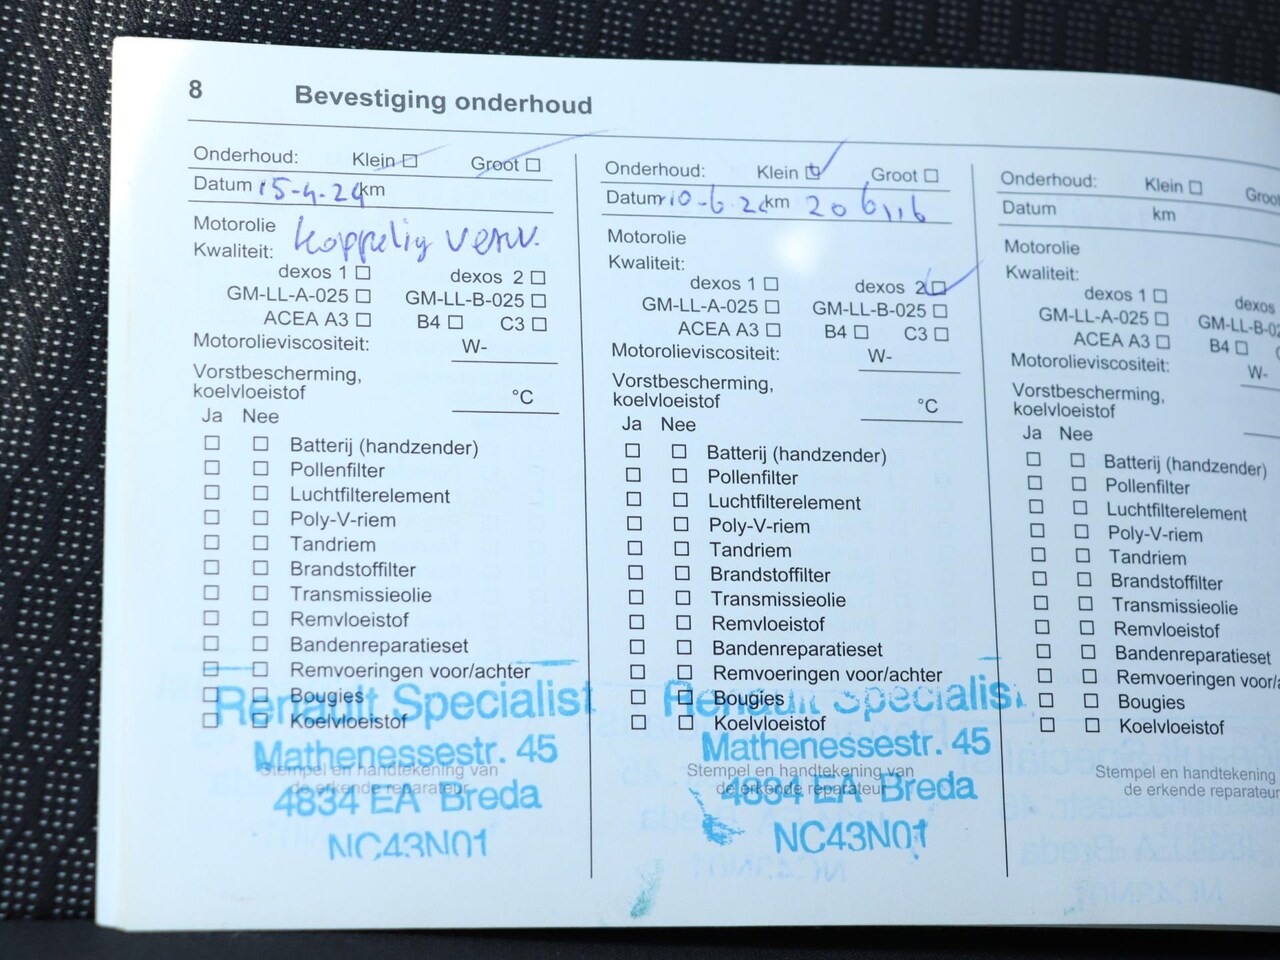 8 Bevestiging onderhoud
Onderhoud: Klein Groot
Datum 15-4-24 km
Motorolie
Koppeling verv.
Kwaliteit:
dexos 1 dexos 2
GM-LL-A-025 GM-LL-B-025
ACEA A3 B4 C3
Motorolieviscositeit: W-
Vorstbescherming,
koelvloeistof °C
Ja Nee
Batterij (handzender)
Pollenfilter
Luchtfilterelement
Poly-V-riem
Tandriem
Brandstoffilter
Transmissieolie
Remvloeistof
Bandenreparatieset
Remvoeringen voor/achter
Bougies
Koelvloeistof
Renault Specialist
Mathenessestr. 45
Stempel en handtekening van
de erkende reparateur
4834 EA Breda
NC43N01
Onderhoud: Klein Groot
Datum 10-6-24 km 206116
Motorolie
Kwaliteit:
dexos 1 dexos 2
GM-LL-A-025 GM-LL-B-025
ACEA A3 B4 C3
Motorolieviscositeit: W-
Vorstbescherming,
koelvloeistof °C
Ja Nee
Batterij (handzender)
Pollenfilter
Luchtfilterelement
Poly-V-riem
Tandriem
Brandstoffilter
Transmissieolie
Remvloeistof
Bandenreparatieset
Remvoeringen voor/achter
Bougies
Koelvloeistof
Renault Specialist
Mathenessestr. 45
Stempel en handtekening van
de erkende reparateur
4834 EA Breda
NC43N01
Onderhoud: Klein Groot
Datum km
Motorolie
Kwaliteit:
dexos 1 dexos
GM-LL-A-025 GM-LL-B-02
ACEA A3 B4
Motorolieviscositeit: W-
Vorstbescherming,
koelvloeistof
Ja Nee
Batterij (handzender)
Pollenfilter
Luchtfilterelement
Poly-V-riem
Tandriem
Brandstoffilter
Transmissieolie
Remvloeistof
Bandenreparatieset
Remvoeringen voor/a
Bougies
Koelvloeistof
Stempel en handtekening
de erkende reparateur